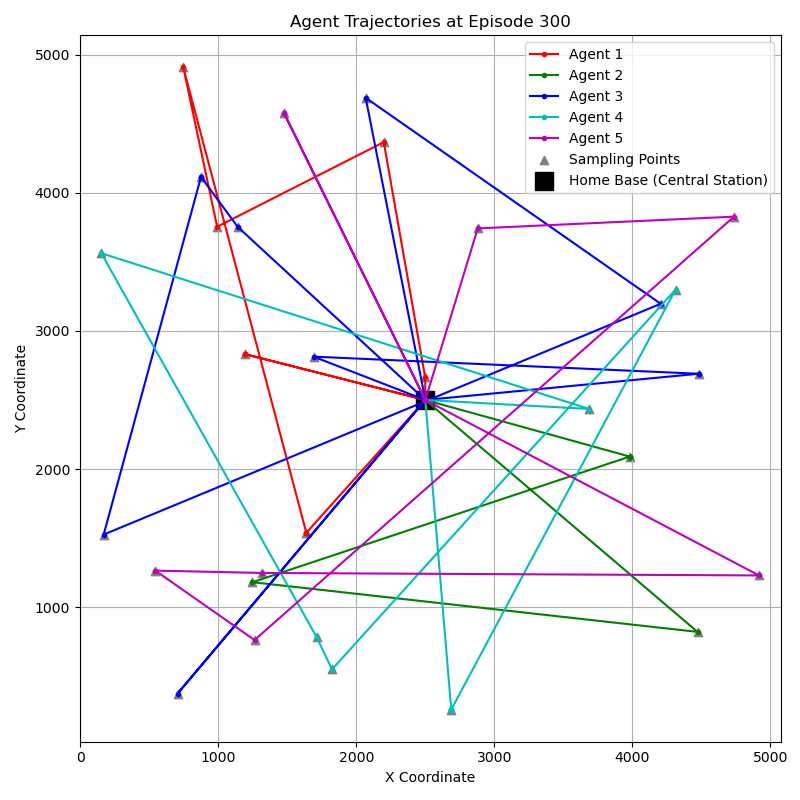 Agent Trajectories at Episode 300
Agent 1
Agent 2
Agent 3
Agent 4
Agent 5
Sampling Points
Home Base (Central Station)
5000
4000
3000
2000
1000
Y Coordinate
0
1000
2000
3000
4000
5000
X Coordinate